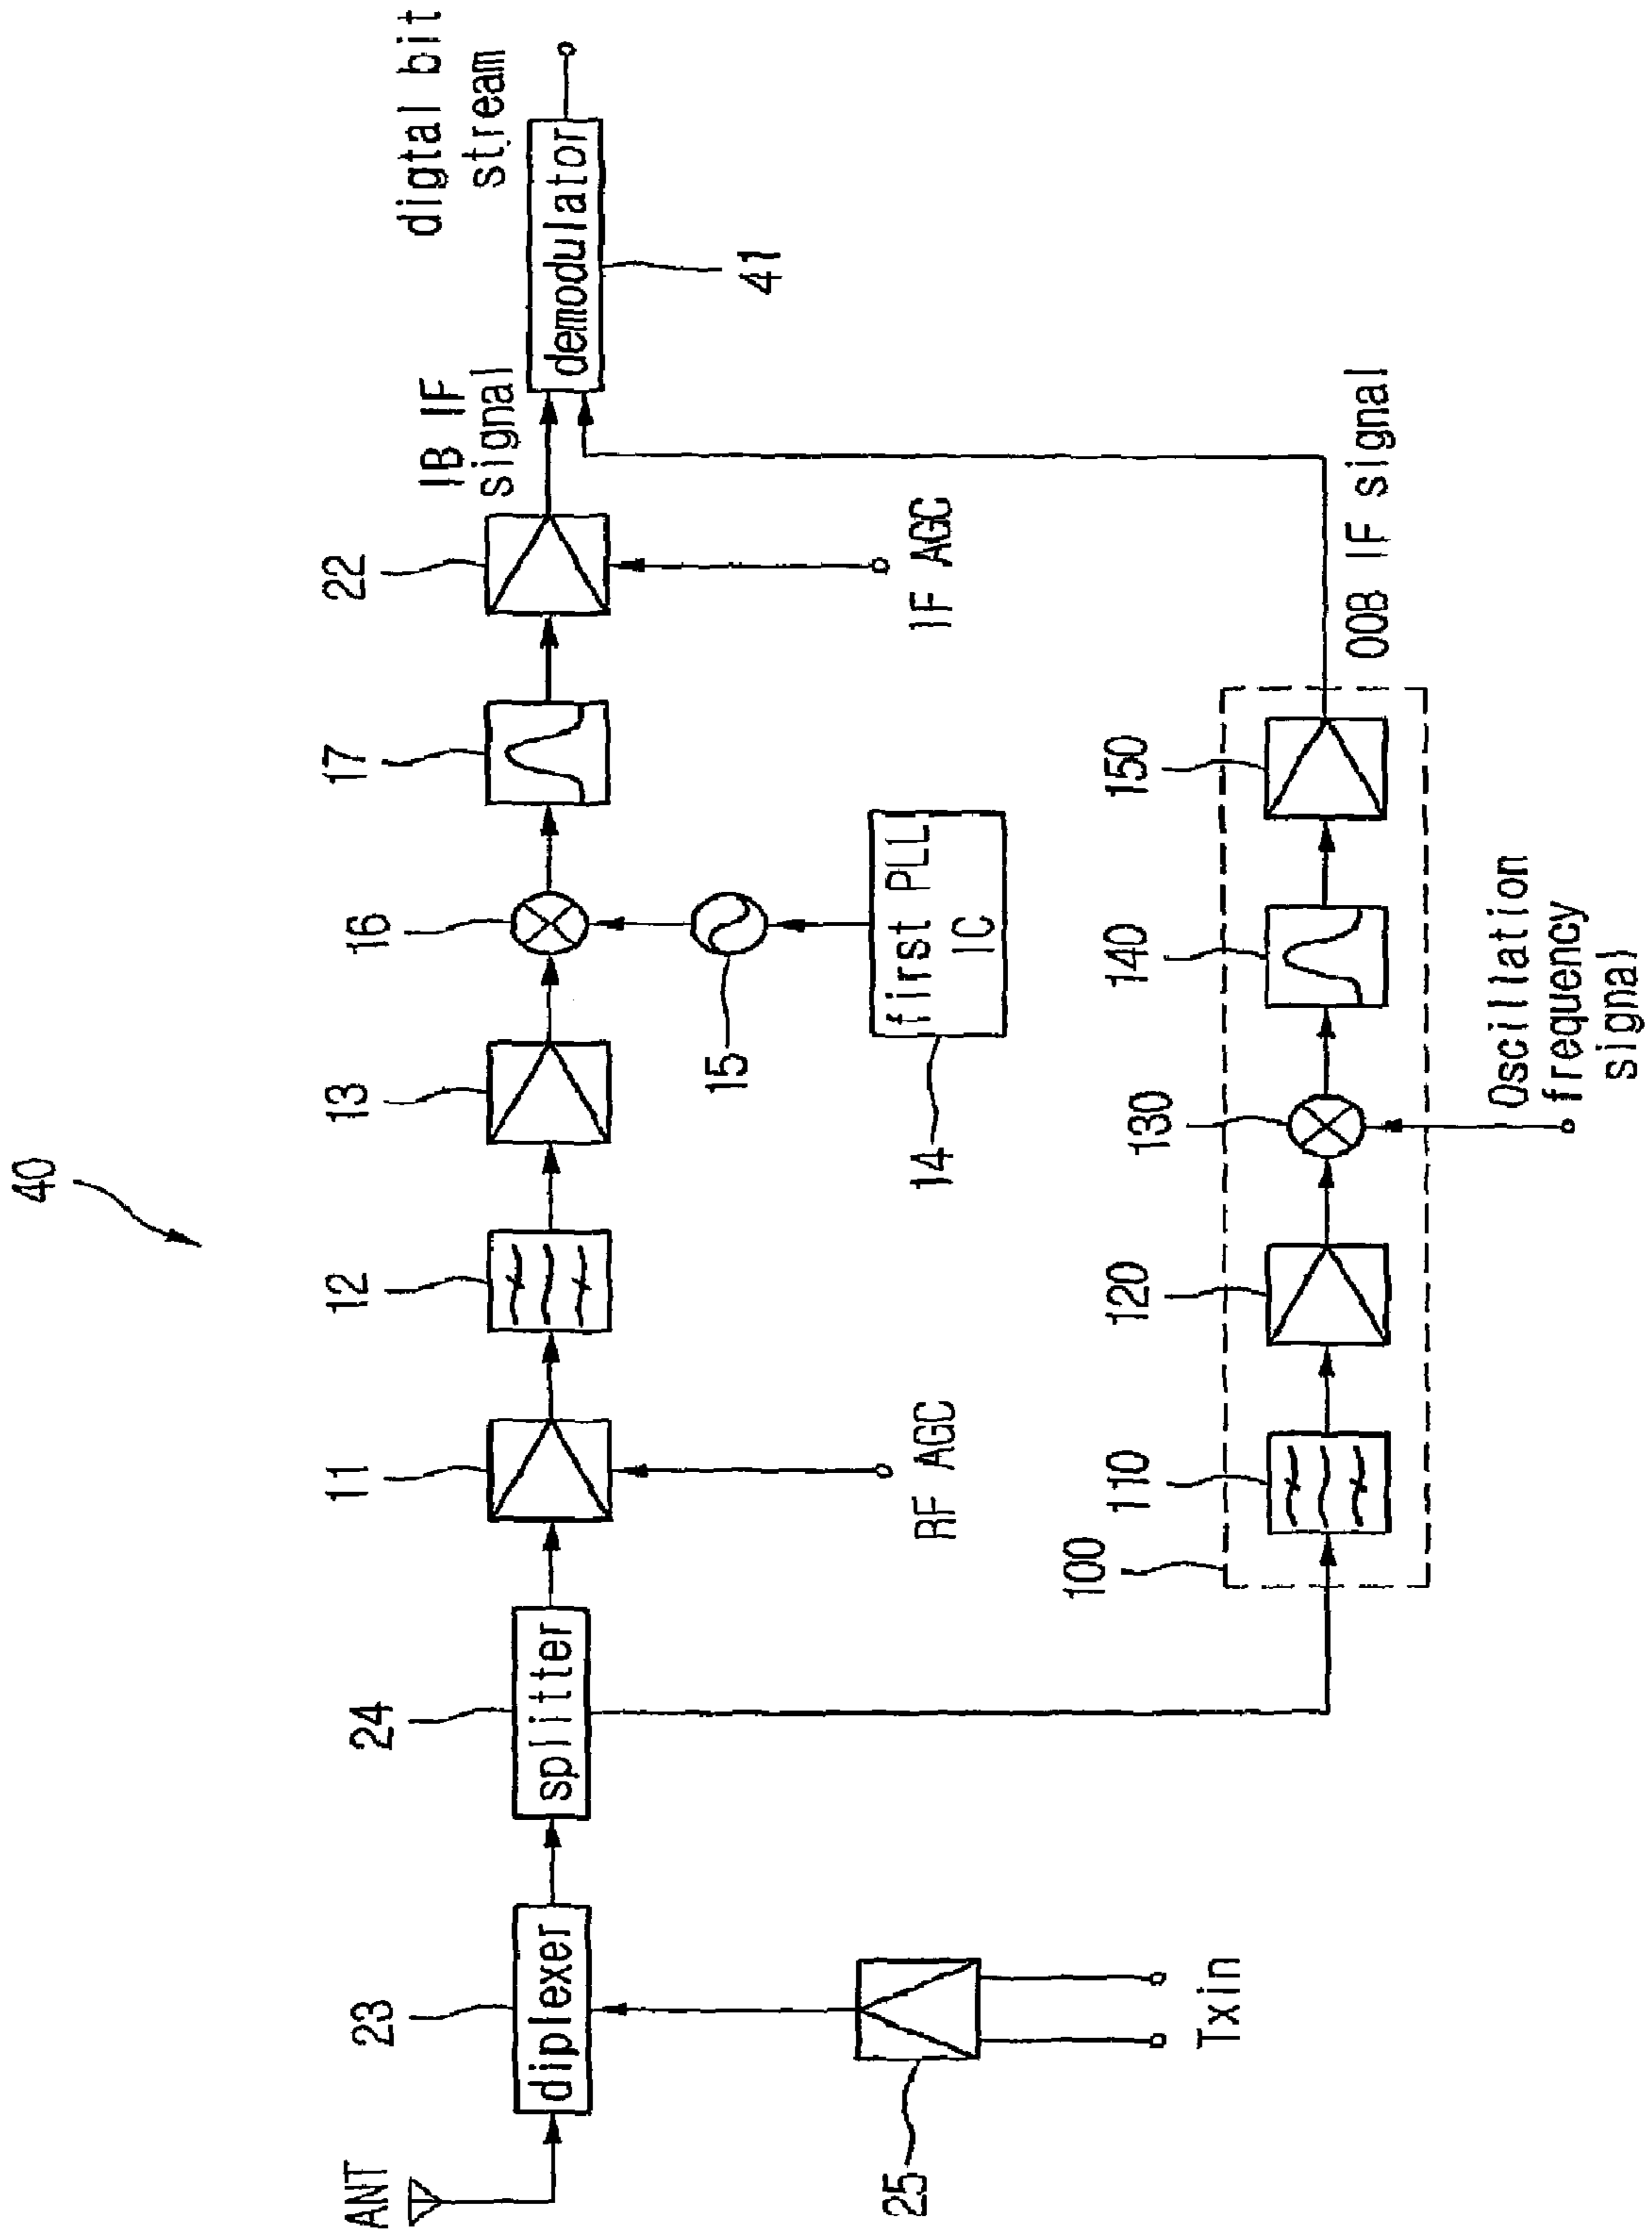 40
ANT
23
diplexer
25
Txin
24
splitter
11
RF AGC
12
13
16
15
14
first PLL
IC
17
22
IF AGC
IB IF
signal
demodulator
41
digtal bit
stream
100
110
120
130
Oscillation
frequency
signal
140
150
OOB IF signal